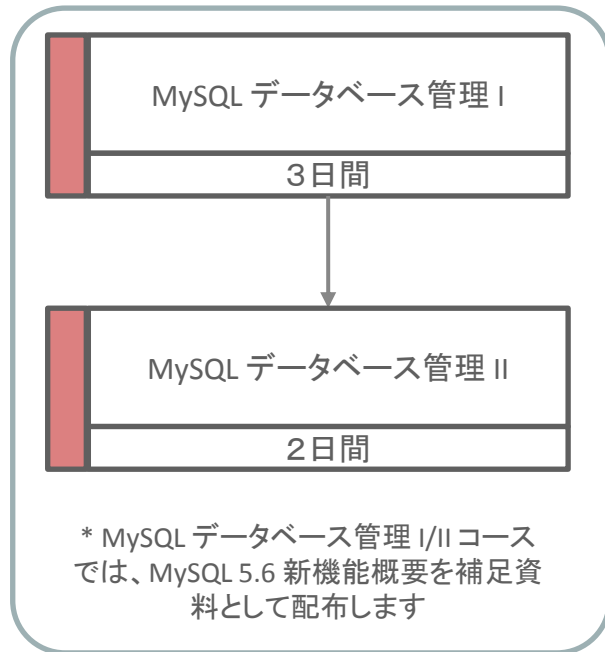 MySQL データベース管理 I
3日間
MySQL データベース管理 II
2日間
* MySQL データベース管理 I/II コース
では、MySQL 5.6 新機能概要を補足資
料として配布します